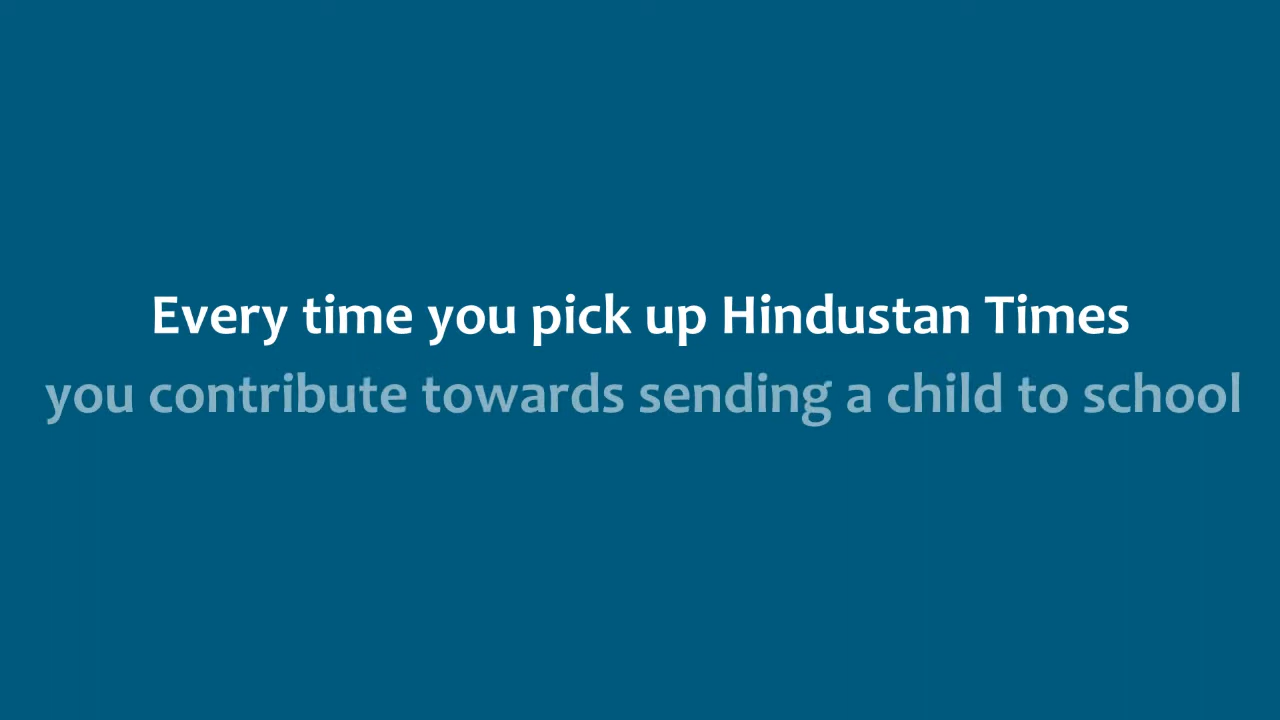 Every time you pick up Hindustan Times
you contribute towards sending a child to school